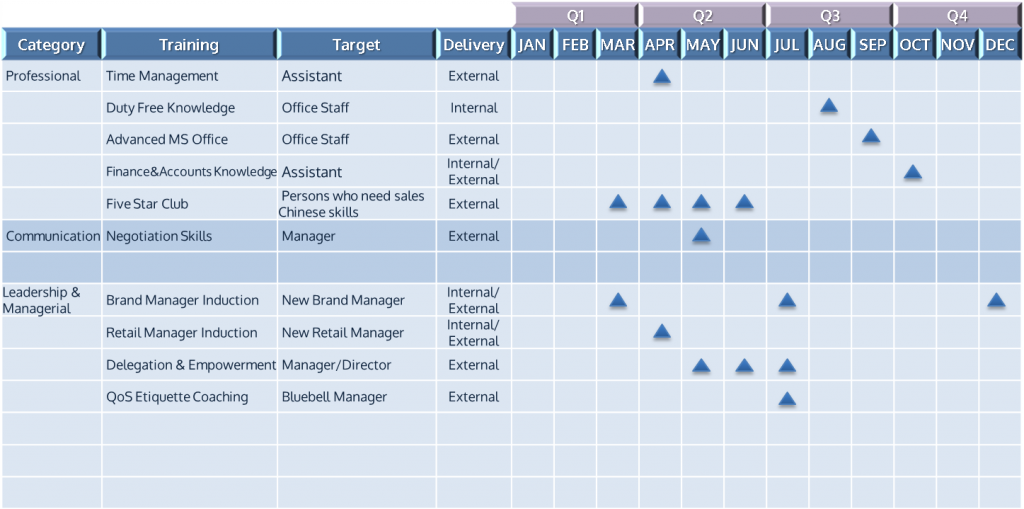 Q1 Q2 Q3 Q4
Category Training Target Delivery JAN FEB MAR APR MAY JUN JUL AUG SEP OCT NOV DEC
Professional Time Management Assistant External
Duty Free Knowledge Office Staff Internal
Advanced MS Office Office Staff External
Finance&Accounts Knowledge Assistant Internal/
External
Five Star Club Persons who need sales
Chinese skills External
Communication Negotiation Skills Manager External
Leadership &
Managerial Brand Manager Induction New Brand Manager Internal/
External
Retail Manager Induction New Retail Manager Internal/
External
Delegation & Empowerment Manager/Director External
QoS Etiquette Coaching Bluebell Manager External